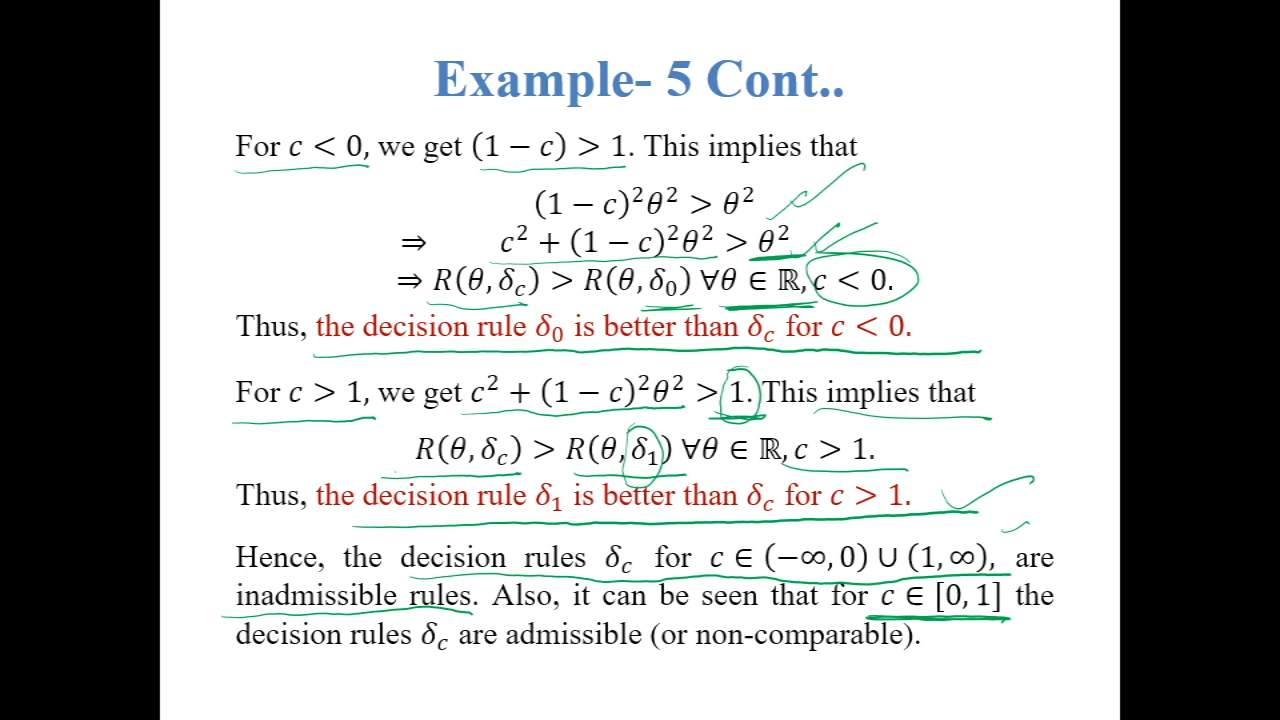 Example- 5 Cont..
For c < 0, we get (1 − c) > 1. This implies that
(1 − c)²θ² > θ²
⇒ c² + (1 − c)²θ² > θ²
⇒ R(θ, δ_c) > R(θ, δ₀) ∀θ ∈ ℝ, c < 0.
Thus, the decision rule δ₀ is better than δ_c for c < 0.
For c > 1, we get c² + (1 − c)²θ² > 1. This implies that
R(θ, δ_c) > R(θ, δ₁) ∀θ ∈ ℝ, c > 1.
Thus, the decision rule δ₁ is better than δ_c for c > 1.
Hence, the decision rules δ_c for c ∈ (−∞, 0) ∪ (1, ∞), are
inadmissible rules. Also, it can be seen that for c ∈ [0, 1] the
decision rules δ_c are admissible (or non-comparable).